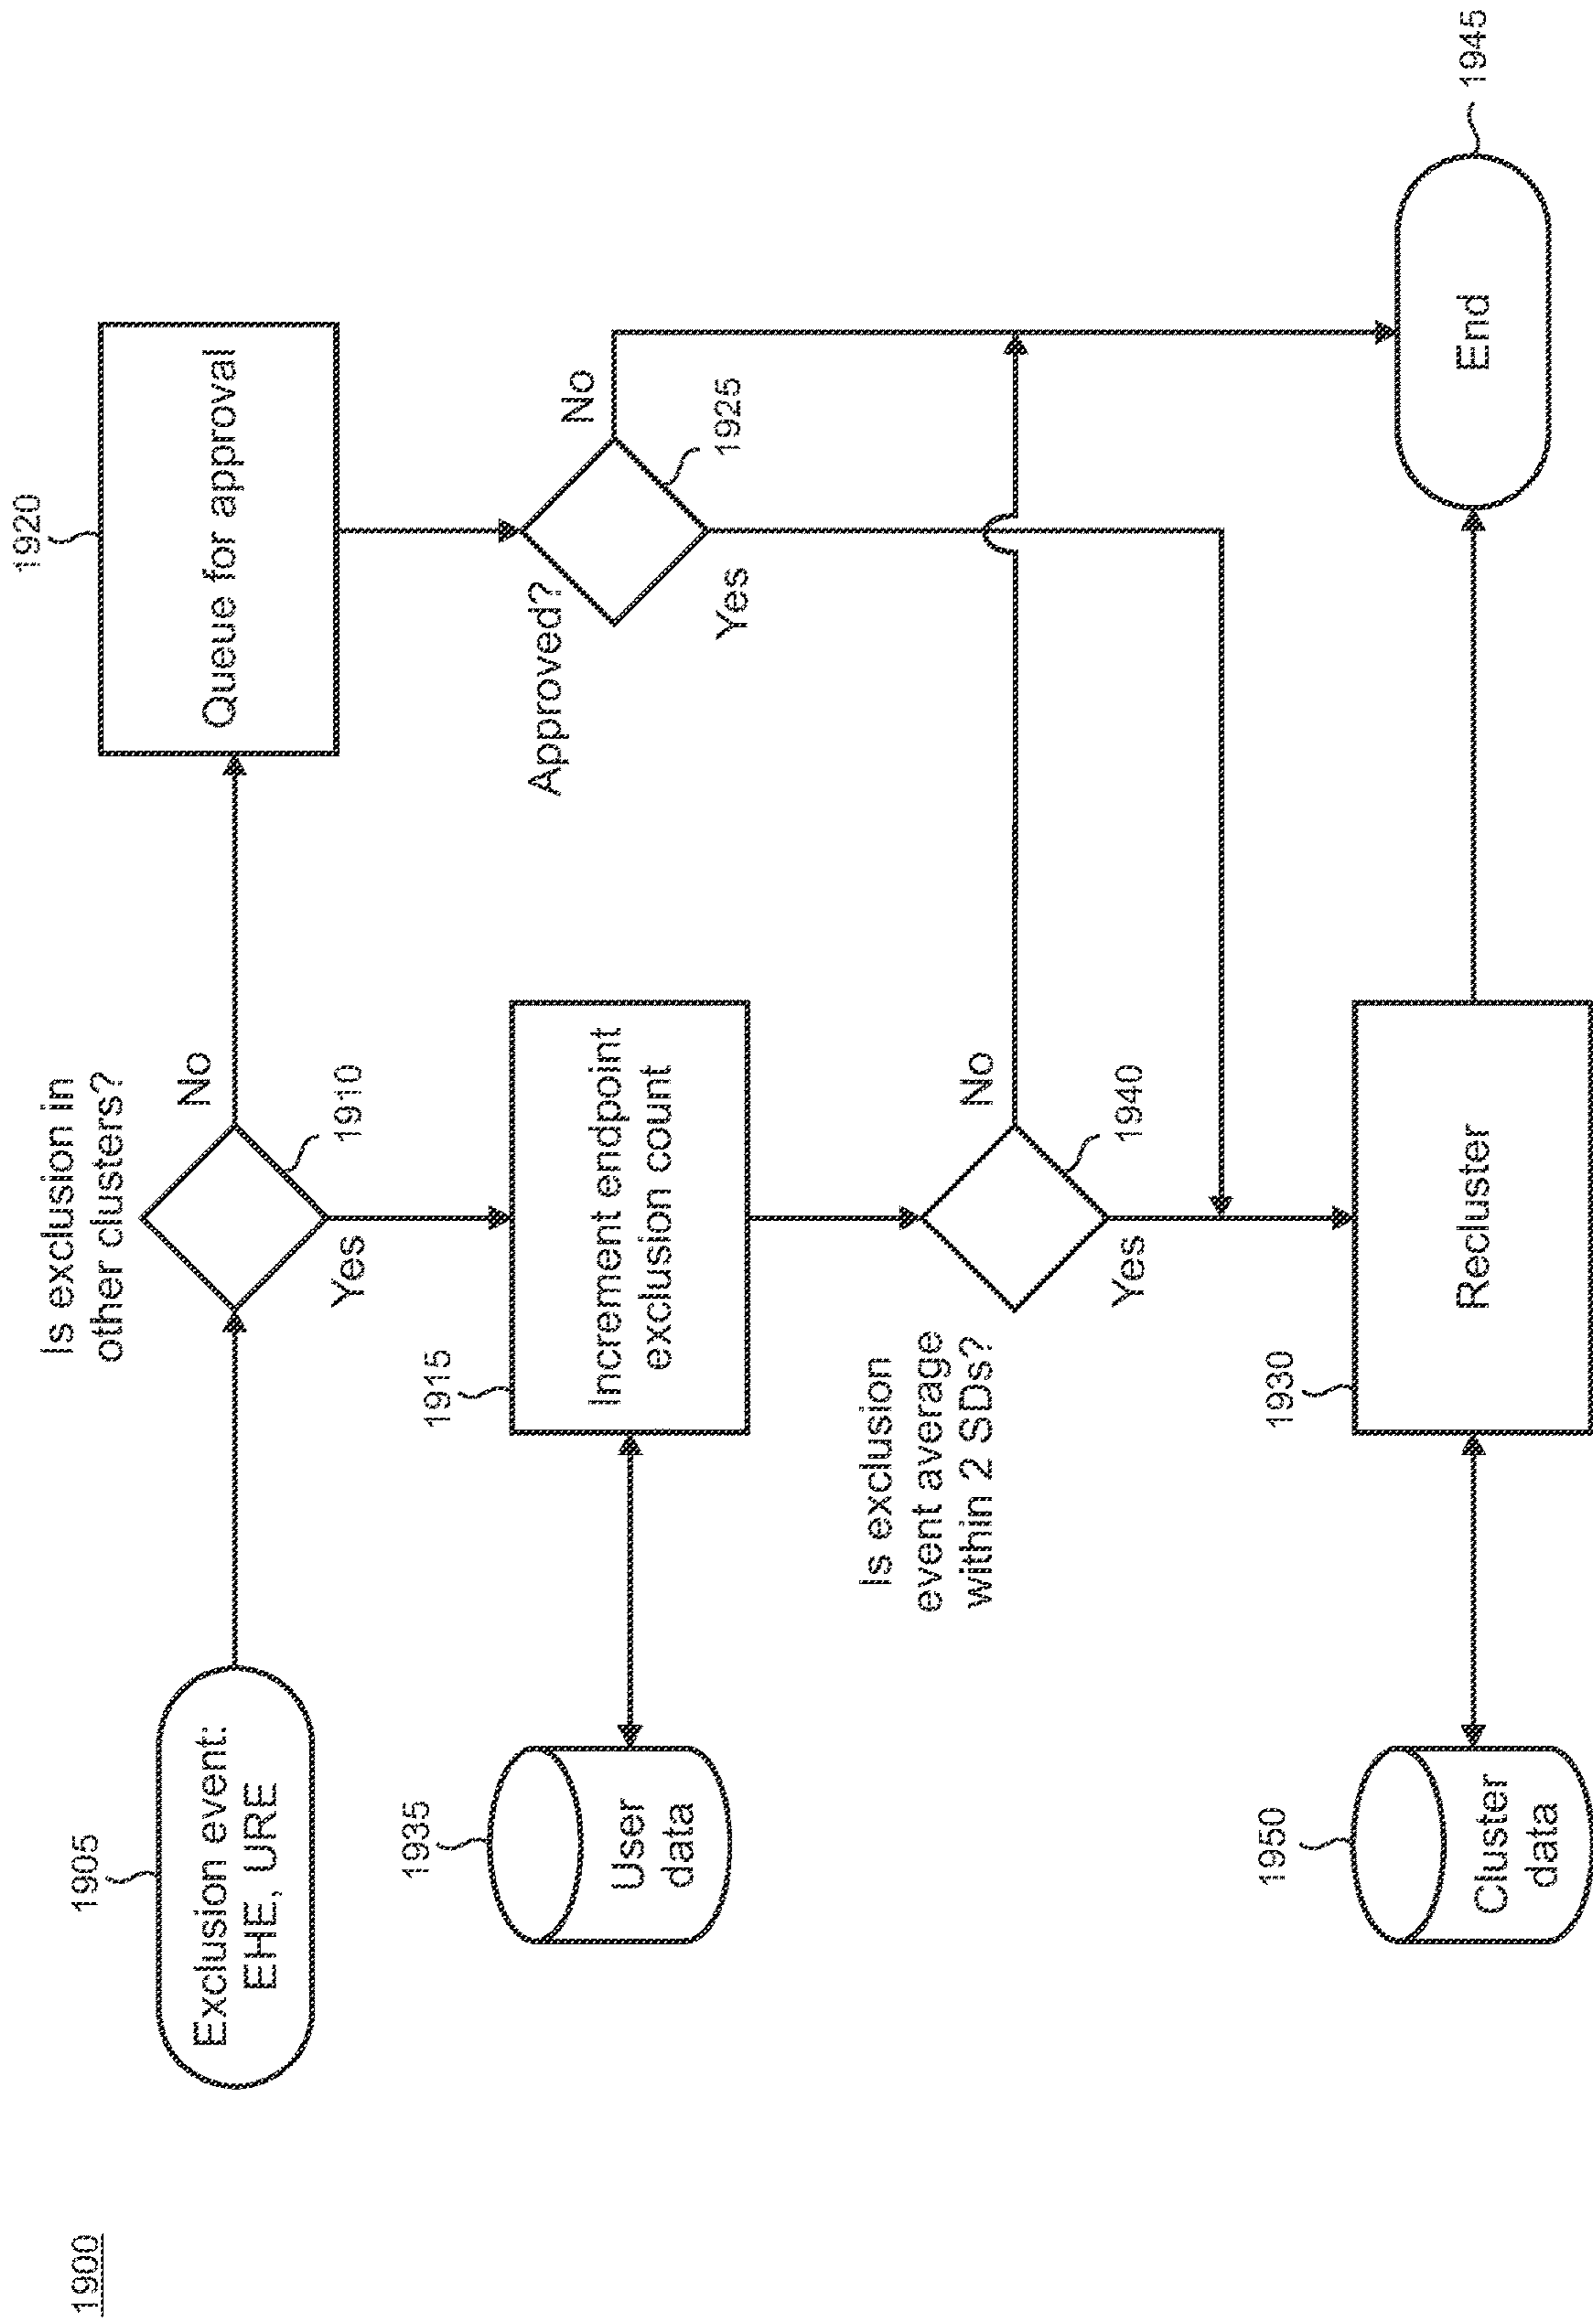 1900
1905
Exclusion event:
EHE, URE
Is exclusion in
other clusters?
No
1910
Yes
1920
Queue for approval
Approved?
No
1925
Yes
1935
User
data
1915
Increment endpoint
exclusion count
Is exclusion
event average
within 2 SDs?
No
1940
Yes
1950
Cluster
data
1930
Recluster
End
1945